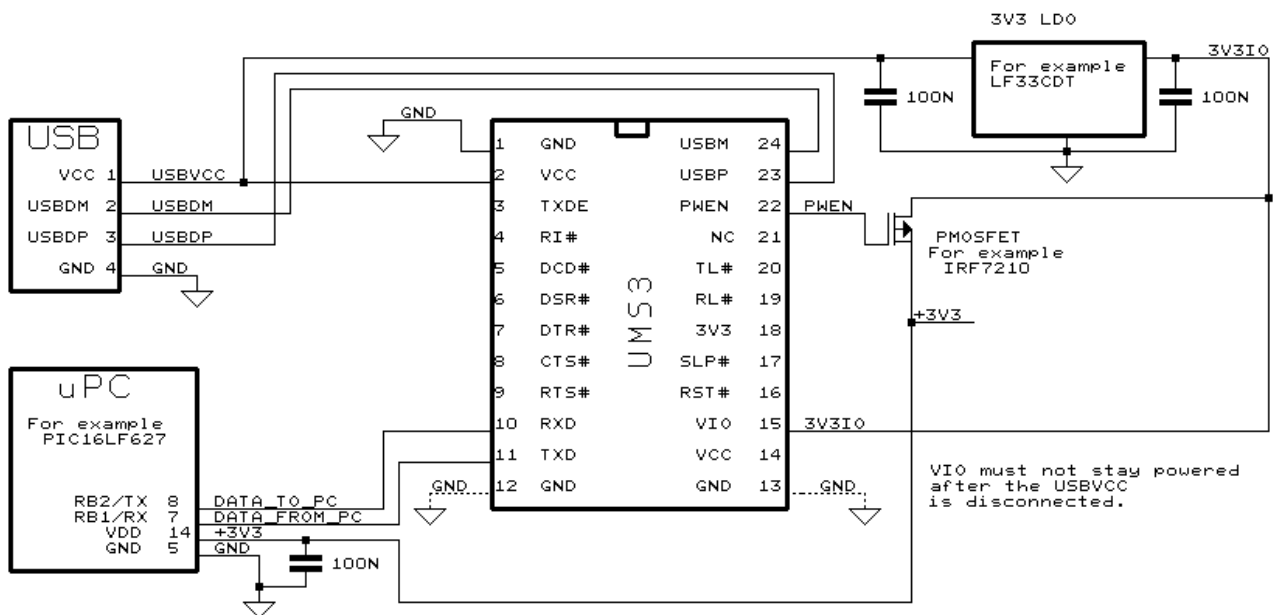 3V3 LDO
3V3IO
For example
LF33CDT
100N
100N
USB
VCC 1
USBDM 2
USBDP 3
GND 4
USBVCC
USBDM
USBDP
GND
GND
UMS3
1 GND
2 VCC
3 TXDE
4 RI#
5 DCD#
6 DSR#
7 DTR#
8 CTS#
9 RTS#
10 RXD
11 TXD
12 GND
USBM 24
USBP 23
PWEN 22
NC 21
TL# 20
RL# 19
3V3 18
SLP# 17
RST# 16
VIO 15
VCC 14
GND 13
PWEN
PMOSFET
For example
IRF7210
+3V3
3V3IO
GND
GND
VIO must not stay powered
after the USBVCC
is disconnected.
uPC
For example
PIC16LF627
RB2/TX 8
RB1/RX 7
VDD 14
GND 5
DATA_TO_PC
DATA_FROM_PC
+3V3
GND
100N